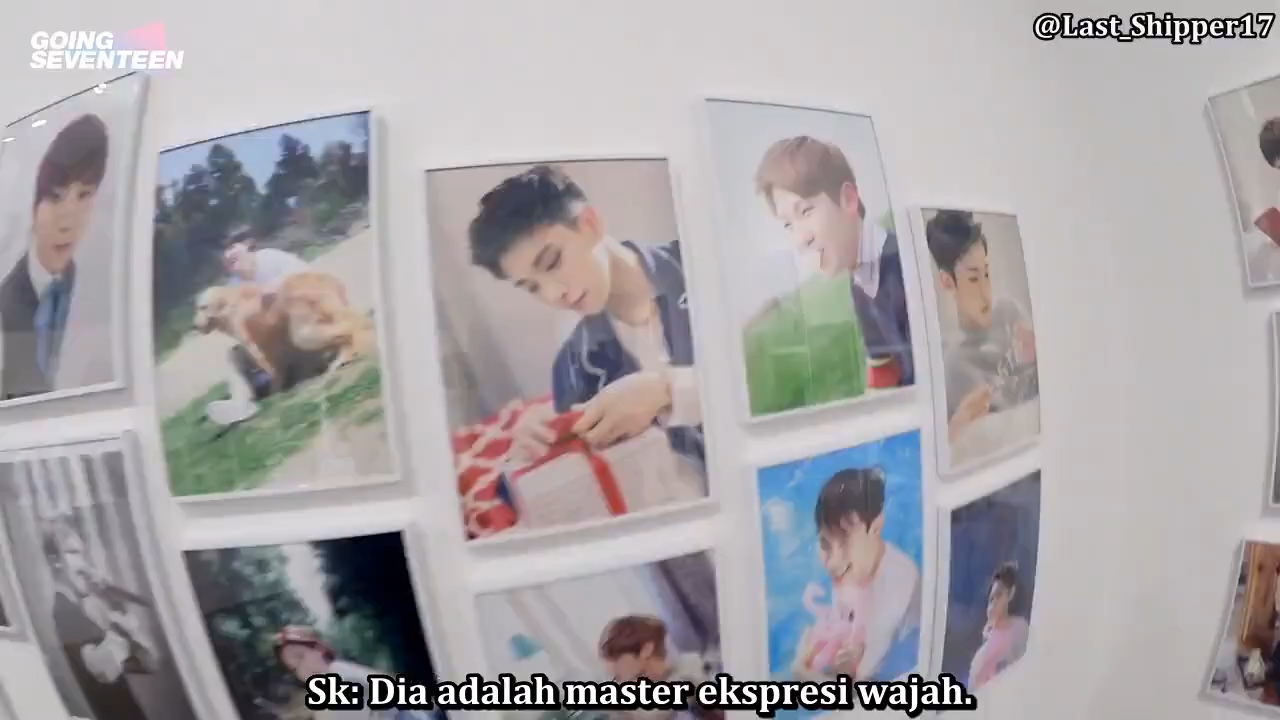 GOING
SEVENTEEN
@Last_Shipper17
Sk: Dia adalah master ekspresi wajah.